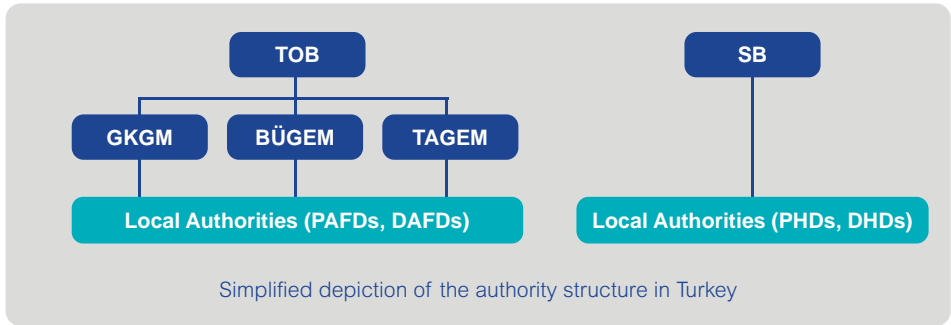 TOB
SB
GKGM
BÜGEM
TAGEM
Local Authorities (PAFDs, DAFDs)
Local Authorities (PHDs, DHDs)
Simplified depiction of the authority structure in Turkey